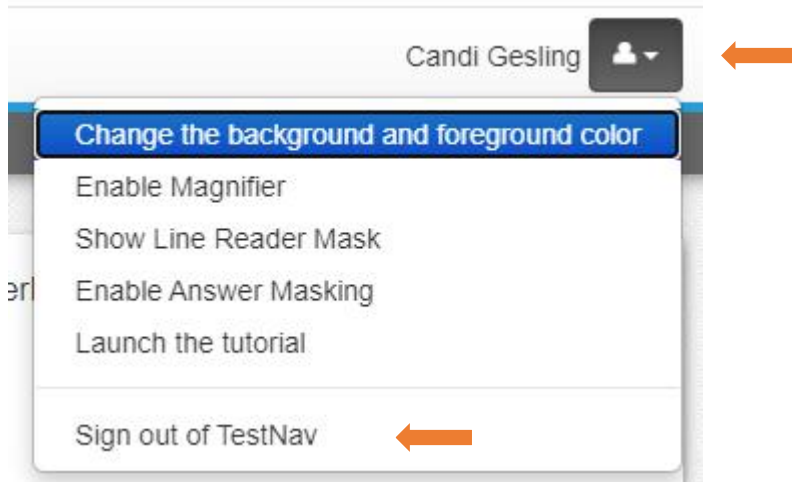 Candi Gesling
Change the background and foreground color
Enable Magnifier
Show Line Reader Mask
Enable Answer Masking
Launch the tutorial
Sign out of TestNav